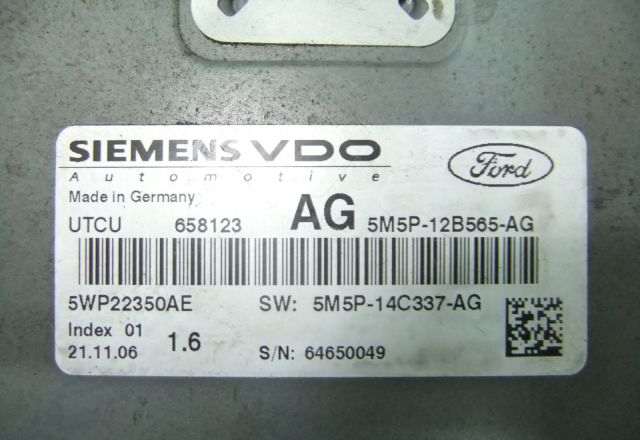 SIEMENS VDO
Automotive
Ford
Made in Germany
UTCU 658123 AG 5M5P-12B565-AG
5WP22350AE SW: 5M5P-14C337-AG
Index 01
21.11.06 1.6 S/N: 64650049